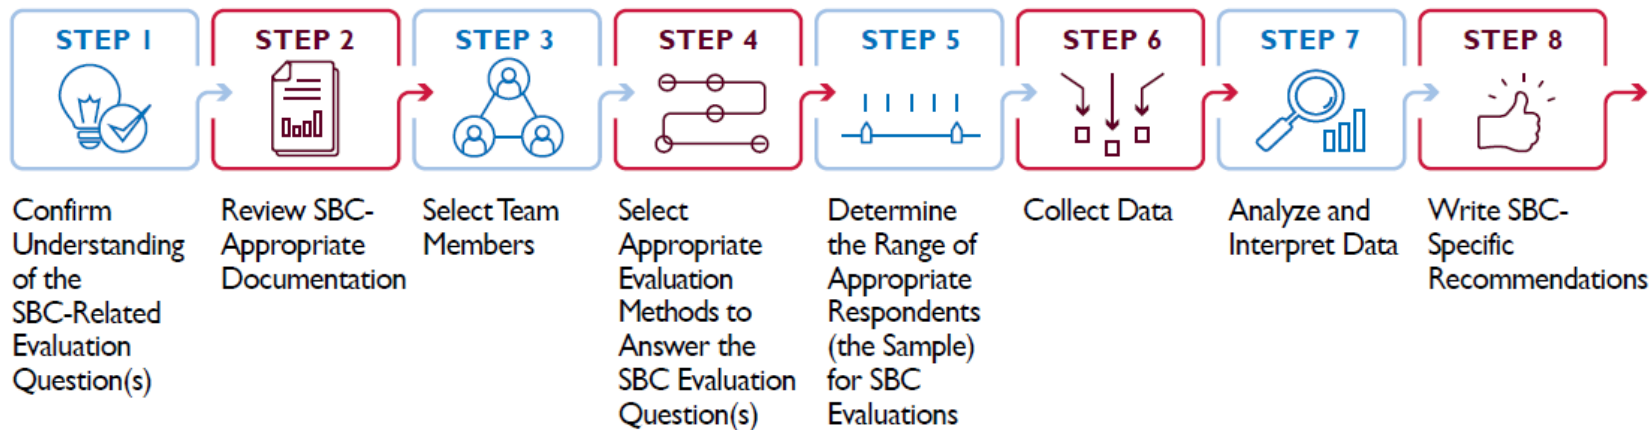 STEP 1
STEP 2
STEP 3
STEP 4
STEP 5
STEP 6
STEP 7
STEP 8
Confirm
Understanding
of the
SBC-Related
Evaluation
Question(s)
Review SBC-
Appropriate
Documentation
Select Team
Members
Select
Appropriate
Evaluation
Methods to
Answer the
SBC Evaluation
Question(s)
Determine
the Range of
Appropriate
Respondents
(the Sample)
for SBC
Evaluations
Collect Data
Analyze and
Interpret Data
Write SBC-
Specific
Recommendations